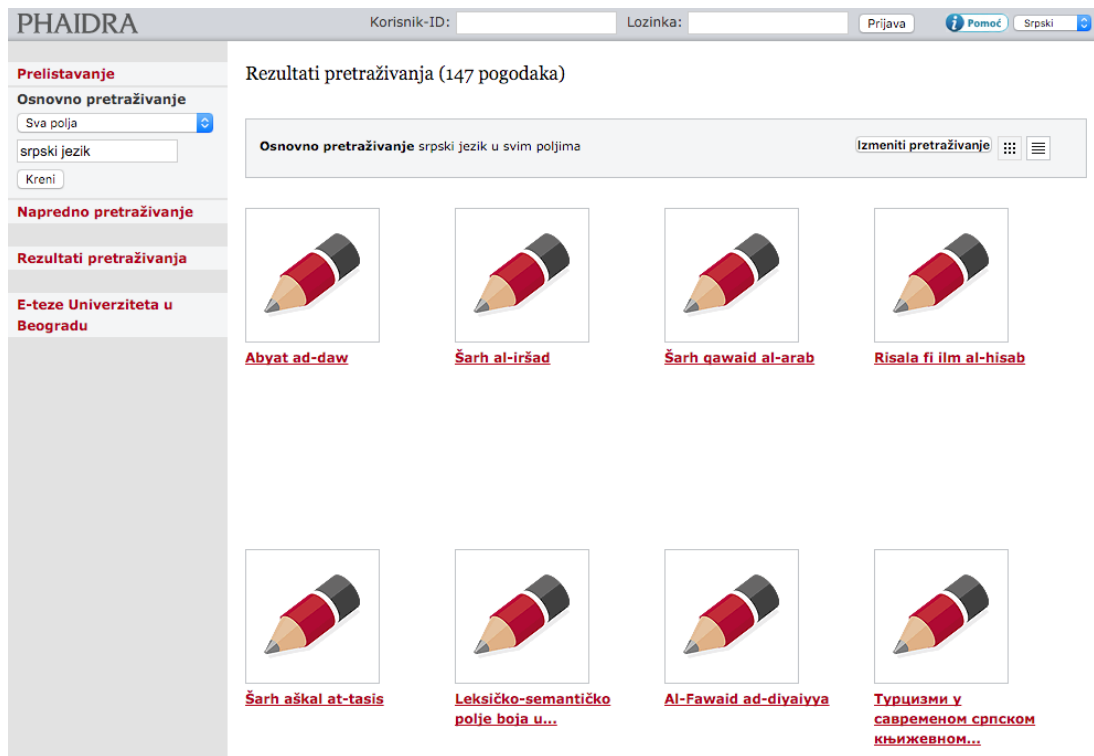 PHAIDRA Korisnik-ID: Lozinka: Prijava Pomoć Srpski
Prelistavanje
Osnovno pretraživanje
Sva polja
srpski jezik
Kreni
Napredno pretraživanje
Rezultati pretraživanja
E-teze Univerziteta u
Beogradu
Rezultati pretraživanja (147 pogodaka)
Osnovno pretraživanje srpski jezik u svim poljima Izmeniti pretraživanje
Abyat ad-daw
Šarh al-iršad
Šarh qawaid al-arab
Risala fi ilm al-hisab
Šarh aškal at-tasis
Leksičko-semantičko
polje boja u...
Al-Fawaid ad-diyaiyya
Турцизми у
савременом српском
књижевном...